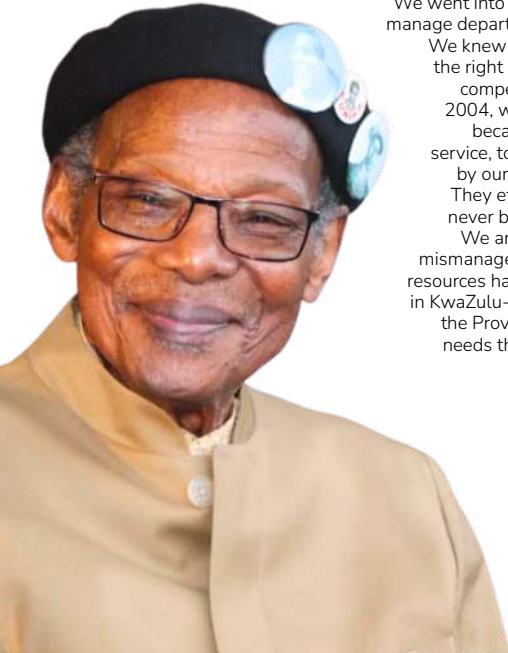 We went into
manage depart
We knew
the right
compe
2004, w
beca
service, to
by our
They ef
never b
We ar
mismanage
resources ha
in KwaZulu-
the Prov
needs th